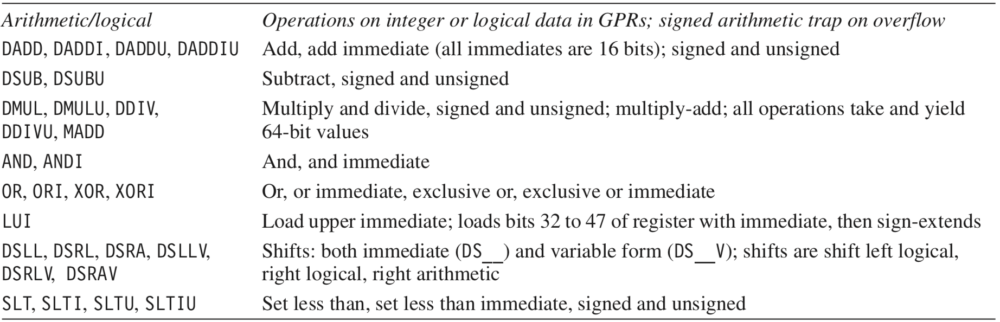 Arithmetic/logical Operations on integer or logical data in GPRs; signed arithmetic trap on overflow
DADD, DADDI, DADDU, DADDIU Add, add immediate (all immediates are 16 bits); signed and unsigned
DSUB, DSUBU Subtract, signed and unsigned
DMUL, DMULU, DDIV, Multiply and divide, signed and unsigned; multiply-add; all operations take and yield
DDIVU, MADD 64-bit values
AND, ANDI And, and immediate
OR, ORI, XOR, XORI Or, or immediate, exclusive or, exclusive or immediate
LUI Load upper immediate; loads bits 32 to 47 of register with immediate, then sign-extends
DSLL, DSRL, DSRA, DSLLV, Shifts: both immediate (DS__) and variable form (DS__V); shifts are shift left logical,
DSRLV, DSRAV right logical, right arithmetic
SLT, SLTI, SLTU, SLTIU Set less than, set less than immediate, signed and unsigned